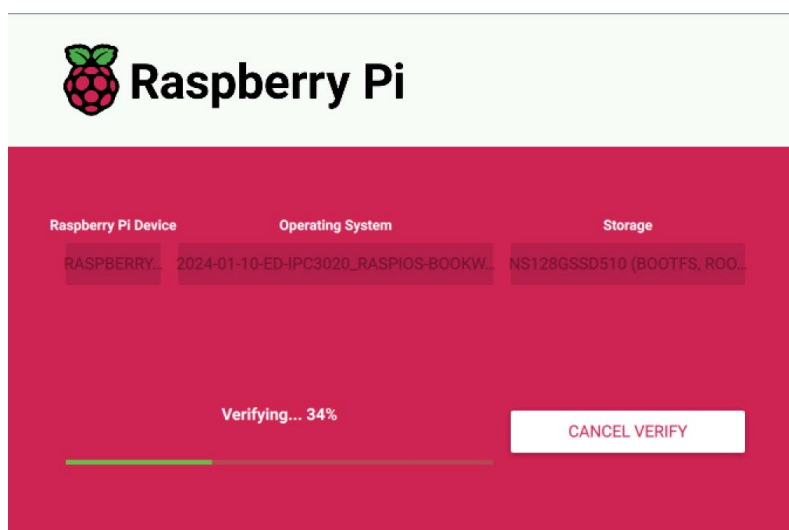 Raspberry Pi
Raspberry Pi Device Operating System Storage
RASPBERRY... 2024-01-10-ED-IPC3020_RASPIOS-BOOKW... NS128GSSD510 (BOOTFS, ROO...
Verifying... 34%
CANCEL VERIFY